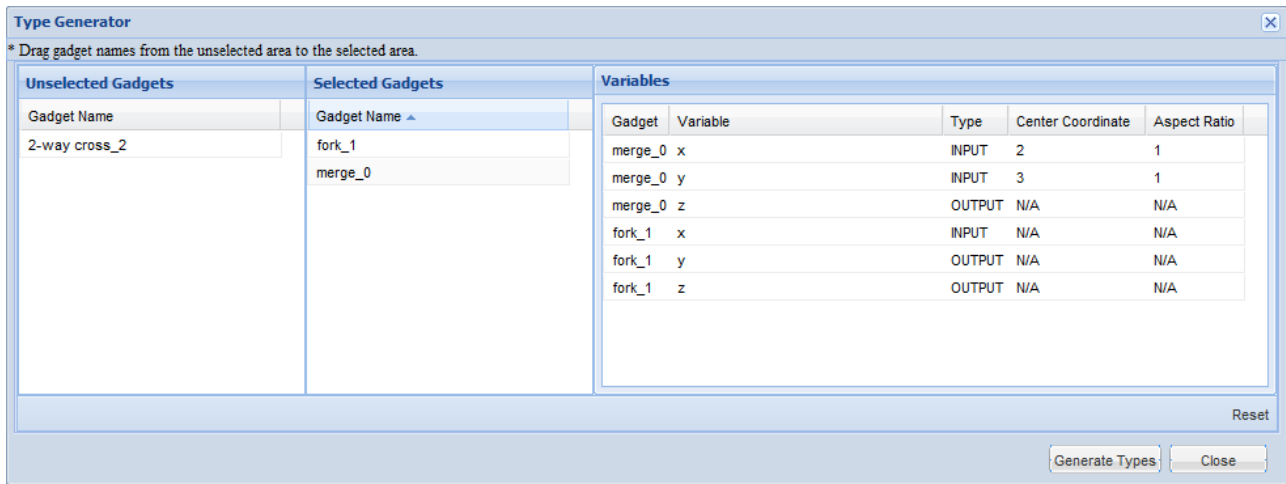 Type Generator
* Drag gadget names from the unselected area to the selected area.
Unselected Gadgets
Gadget Name
2-way cross_2
Selected Gadgets
Gadget Name
fork_1
merge_0
Variables
Gadget Variable Type Center Coordinate Aspect Ratio
merge_0 x INPUT 2 1
merge_0 y INPUT 3 1
merge_0 z OUTPUT N/A N/A
fork_1 x INPUT N/A N/A
fork_1 y OUTPUT N/A N/A
fork_1 z OUTPUT N/A N/A
Reset
Generate Types Close